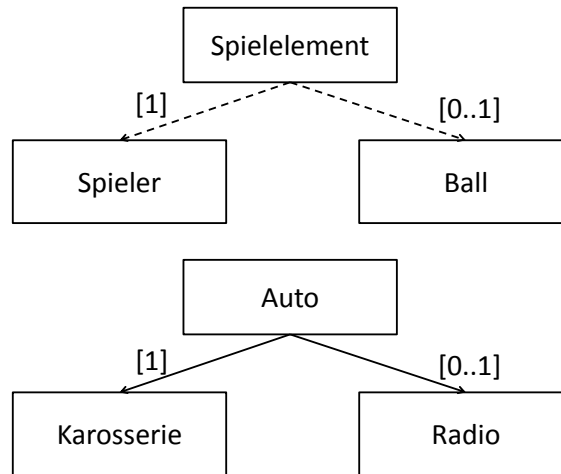 Spielelement
[1]
[0..1]
Spieler
Ball
Auto
[1]
[0..1]
Karosserie
Radio